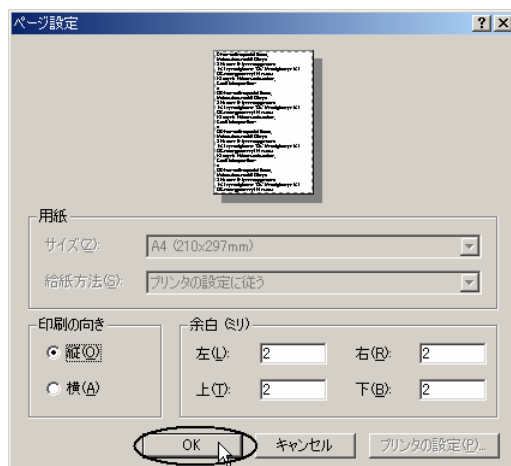 ページ設定
用紙
サイズ(Z): A4 (210x297mm)
給紙方法(S): プリンタの設定に従う
印刷の向き
縦(O)
横(A)
余白 (ミリ)
左(L): 2 右(R): 2
上(T): 2 下(B): 2
OK キャンセル プリンタの設定(P)...